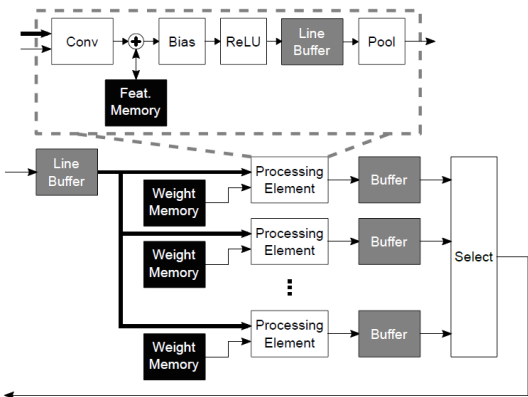 Conv
Bias
ReLU
Line
Buffer
Pool
Feat.
Memory
Line
Buffer
Processing
Element
Buffer
Weight
Memory
Processing
Element
Buffer
Weight
Memory
Select
Processing
Element
Buffer
Weight
Memory